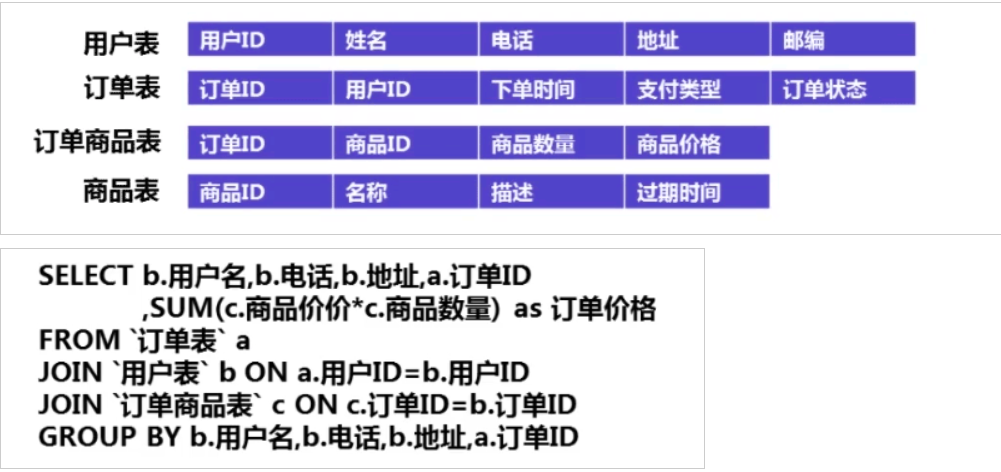 用户表 用户ID 姓名 电话 地址 邮编
订单表 订单ID 用户ID 下单时间 支付类型 订单状态
订单商品表 订单ID 商品ID 商品数量 商品价格
商品表 商品ID 名称 描述 过期时间
SELECT b.用户名,b.电话,b.地址,a.订单ID
,SUM(c.商品价价*c.商品数量) as 订单价格
FROM `订单表` a
JOIN `用户表` b ON a.用户ID=b.用户ID
JOIN `订单商品表` c ON c.订单ID=b.订单ID
GROUP BY b.用户名,b.电话,b.地址,a.订单ID